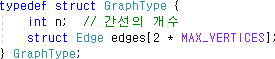 typedef struct GraphType {
    int n;  // 간선의 개수
    struct Edge edges[2 * MAX_VERTICES];
} GraphType;